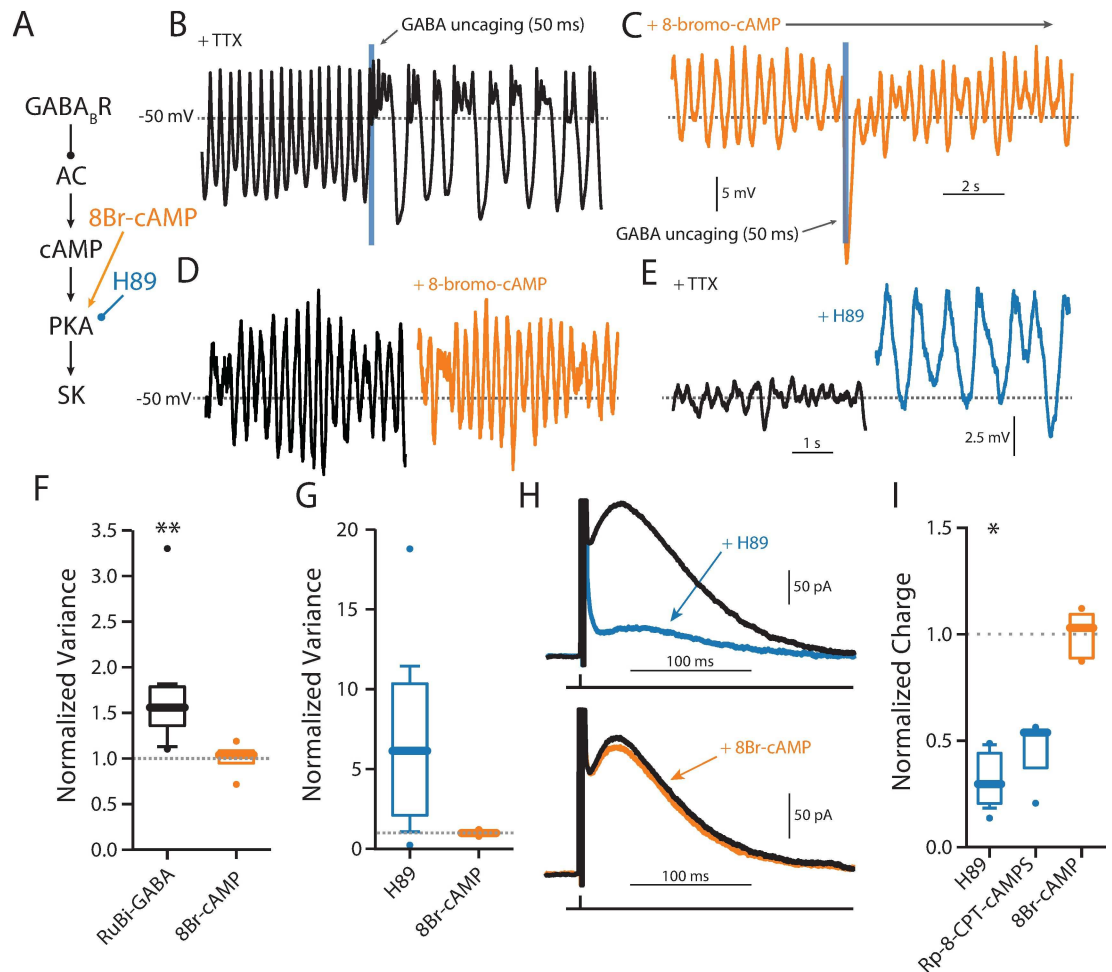 A
GABA_BR
AC
8Br-cAMP
cAMP
H89
PKA
SK
B
+ TTX
GABA uncaging (50 ms)
-50 mV
C
+ 8-bromo-cAMP
5 mV
2 s
GABA uncaging (50 ms)
D
+ 8-bromo-cAMP
-50 mV
E
+ TTX
+ H89
1 s
2.5 mV
F
**
Normalized Variance
3.5
3.0
2.5
2.0
1.5
1.0
0.5
0.0
RuBi-GABA
8Br-cAMP
G
Normalized Variance
20
15
10
5
0
H89
8Br-cAMP
H
+ H89
50 pA
100 ms
+ 8Br-cAMP
50 pA
100 ms
I
*
Normalized Charge
1.5
1.0
0.5
0.0
H89
Rp-8-CPT-cAMPS
8Br-cAMP